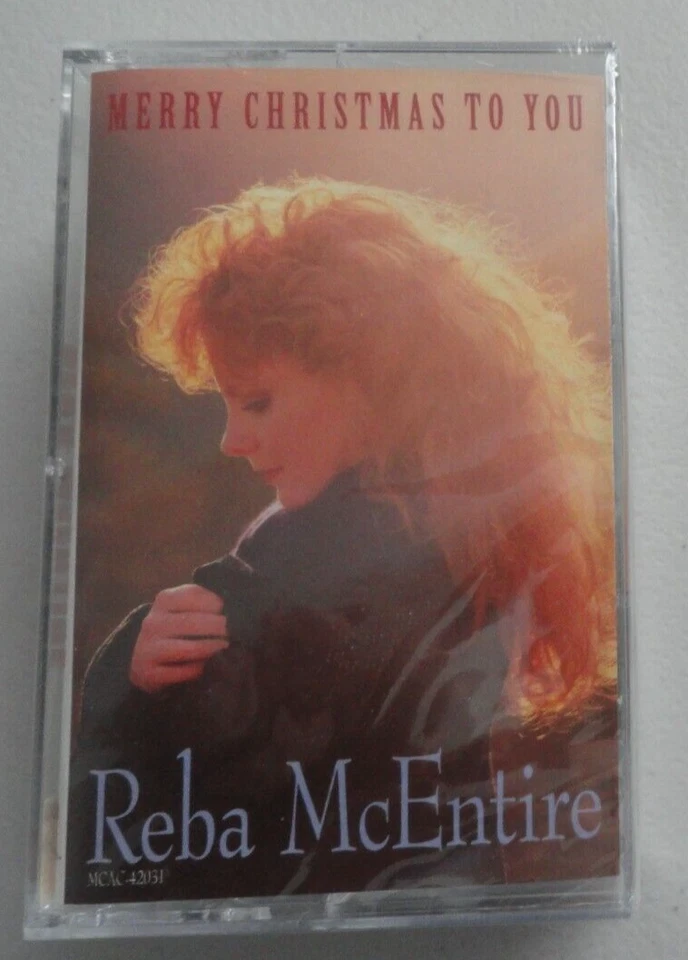 MERRY CHRISTMAS TO YOU
Reba McEntire
MCAC-42031